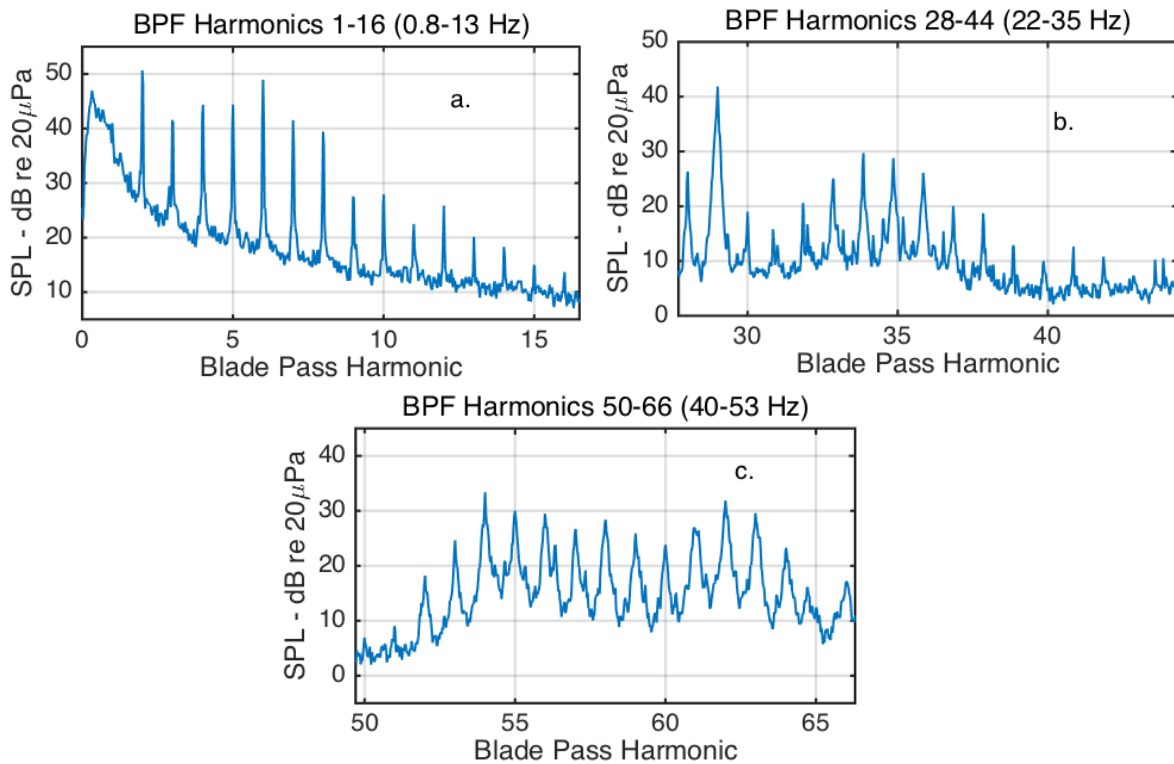 BPF Harmonics 1-16 (0.8-13 Hz)
a.
SPL - dB re 20μPa
50
40
30
20
10
0
5
10
15
Blade Pass Harmonic
BPF Harmonics 28-44 (22-35 Hz)
b.
SPL - dB re 20μPa
50
40
30
20
10
0
30
35
40
Blade Pass Harmonic
BPF Harmonics 50-66 (40-53 Hz)
c.
SPL - dB re 20μPa
40
30
20
10
0
50
55
60
65
Blade Pass Harmonic